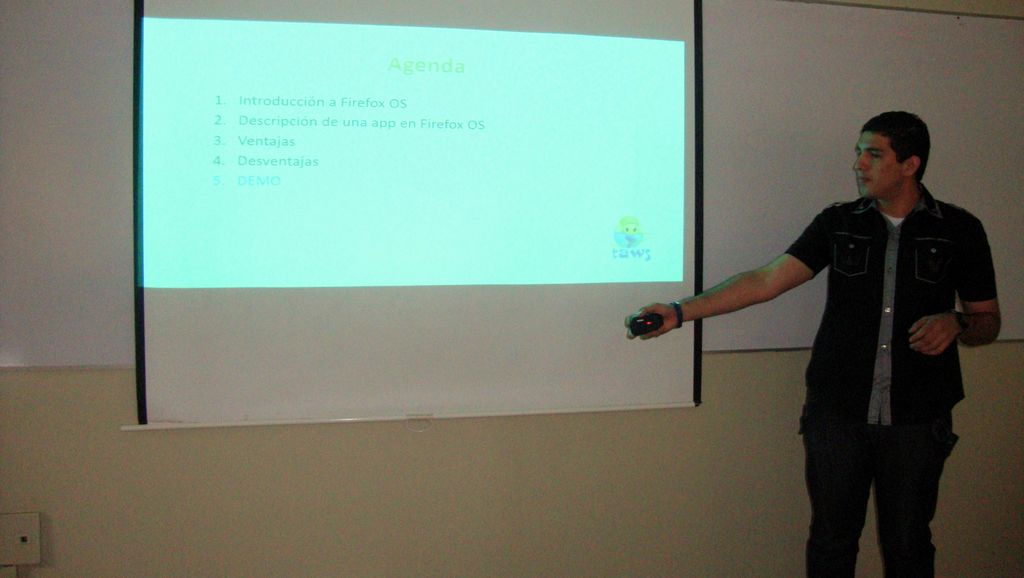 Agenda
1. Introducción a Firefox OS
2. Descripción de una app en Firefox OS
3. Ventajas
4. Desventajas
5. DEMO
taws